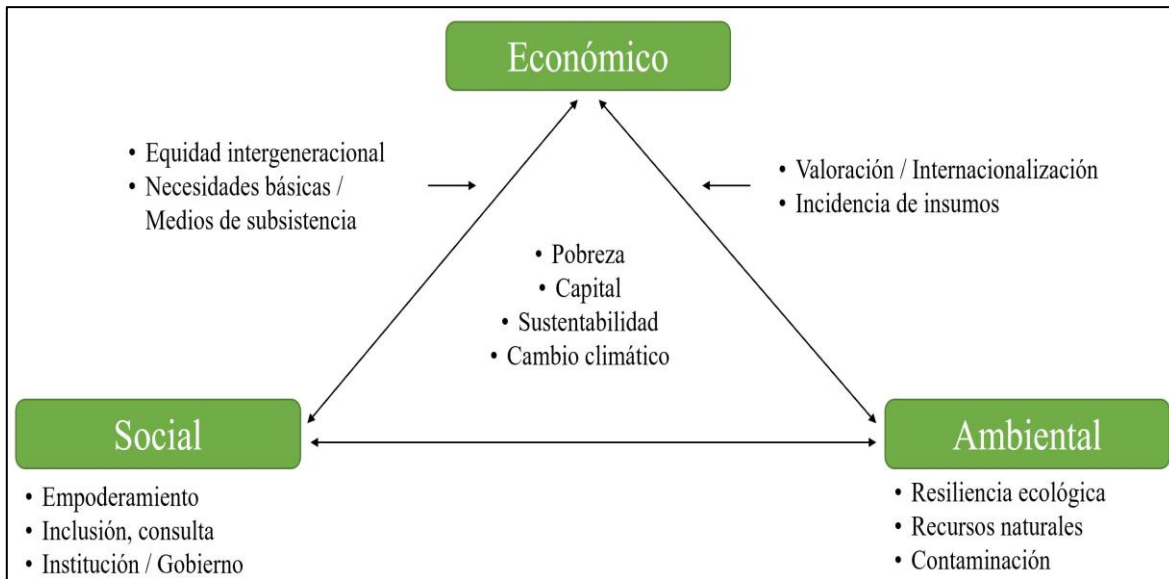 Económico
• Equidad intergeneracional
• Necesidades básicas /
Medios de subsistencia
• Valoración / Internacionalización
• Incidencia de insumos
• Pobreza
• Capital
• Sustentabilidad
• Cambio climático
Social
Ambiental
• Empoderamiento
• Inclusión, consulta
• Institución / Gobierno
• Resiliencia ecológica
• Recursos naturales
• Contaminación